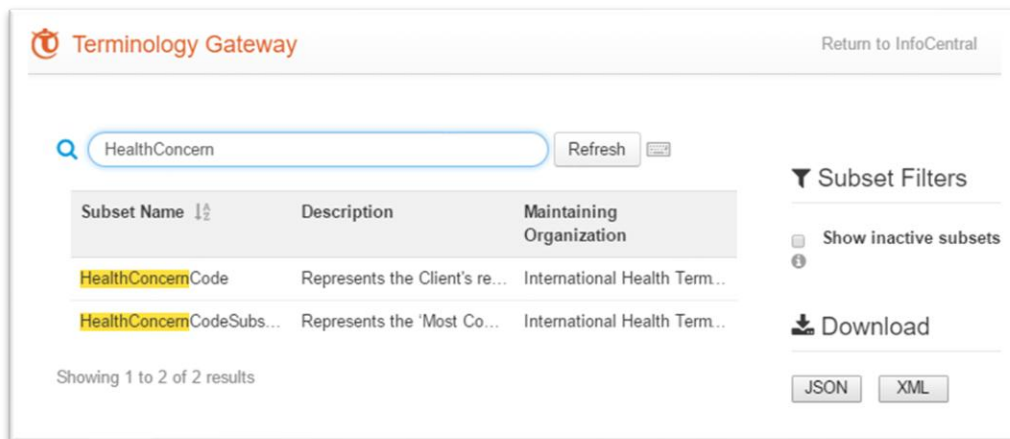 Terminology Gateway
Return to InfoCentral
HealthConcern
Refresh
Subset Filters
Subset Name
Description
Maintaining
Organization
Show inactive subsets
HealthConcernCode
Represents the Client's re...
International Health Term...
HealthConcernCodeSubs...
Represents the 'Most Co...
International Health Term...
Download
Showing 1 to 2 of 2 results
JSON
XML